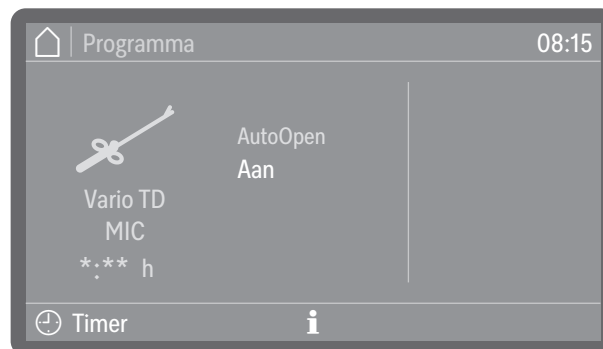 Programma
08:15
AutoOpen
Aan
Vario TD
MIC
*:** h
Timer
i